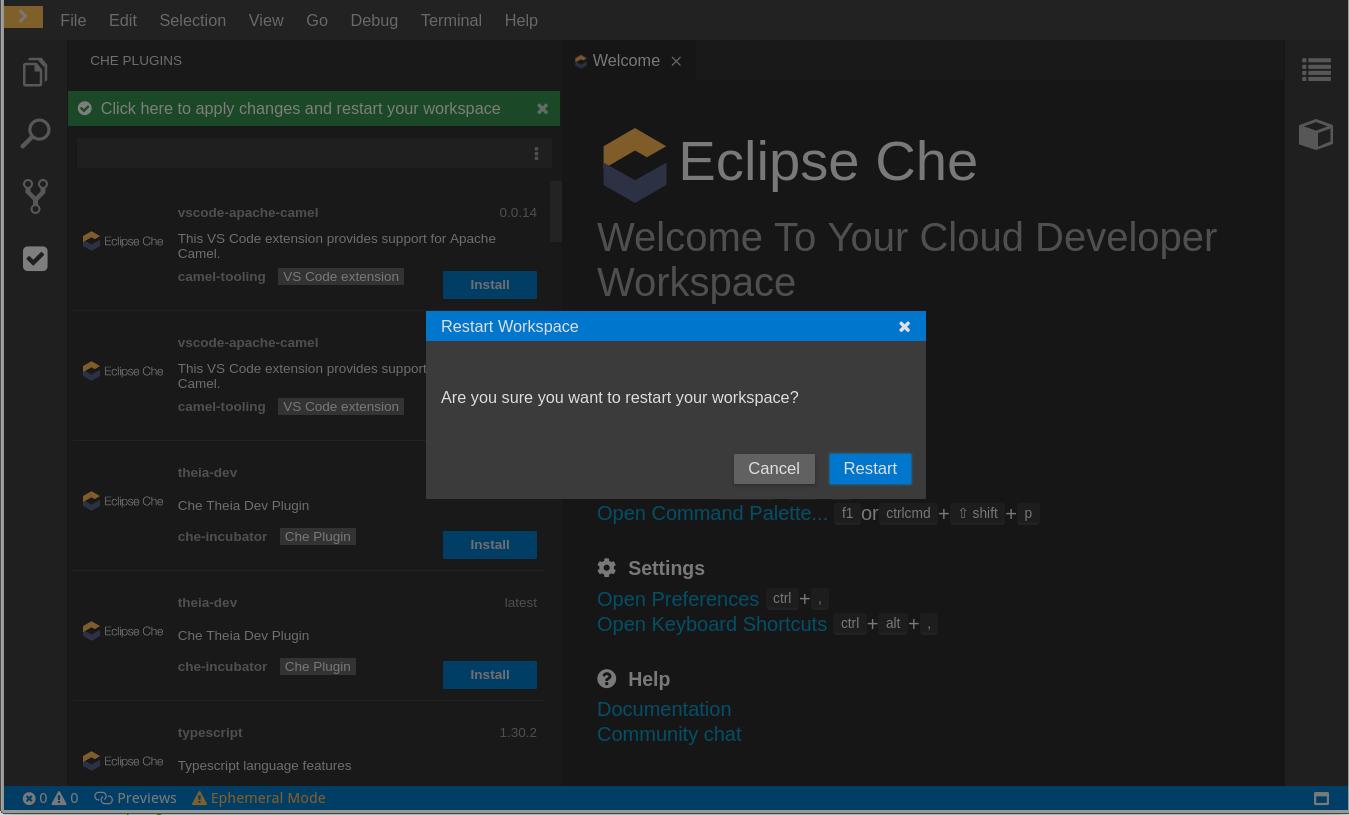 File Edit Selection View Go Debug Terminal Help
CHE PLUGINS
Click here to apply changes and restart your workspace
vscode-apache-camel 0.0.14
Eclipse Che
This VS Code extension provides support for Apache
Camel.
camel-tooling VS Code extension
Install
vscode-apache-camel
Eclipse Che
This VS Code extension provides support
Camel.
camel-tooling VS Code extension
theia-dev
Eclipse Che
Che Theia Dev Plugin
che-incubator Che Plugin
Install
theia-dev latest
Eclipse Che
Che Theia Dev Plugin
che-incubator Che Plugin
Install
typescript 1.30.2
Eclipse Che
Typescript language features
Welcome
Eclipse Che
Welcome To Your Cloud Developer
Workspace
Restart Workspace
Are you sure you want to restart your workspace?
Cancel Restart
Open Command Palette... f1 or ctrlcmd + ⇧ shift + p
Settings
Open Preferences ctrl + ,
Open Keyboard Shortcuts ctrl + alt + ,
Help
Documentation
Community chat
0 0 Previews Ephemeral Mode